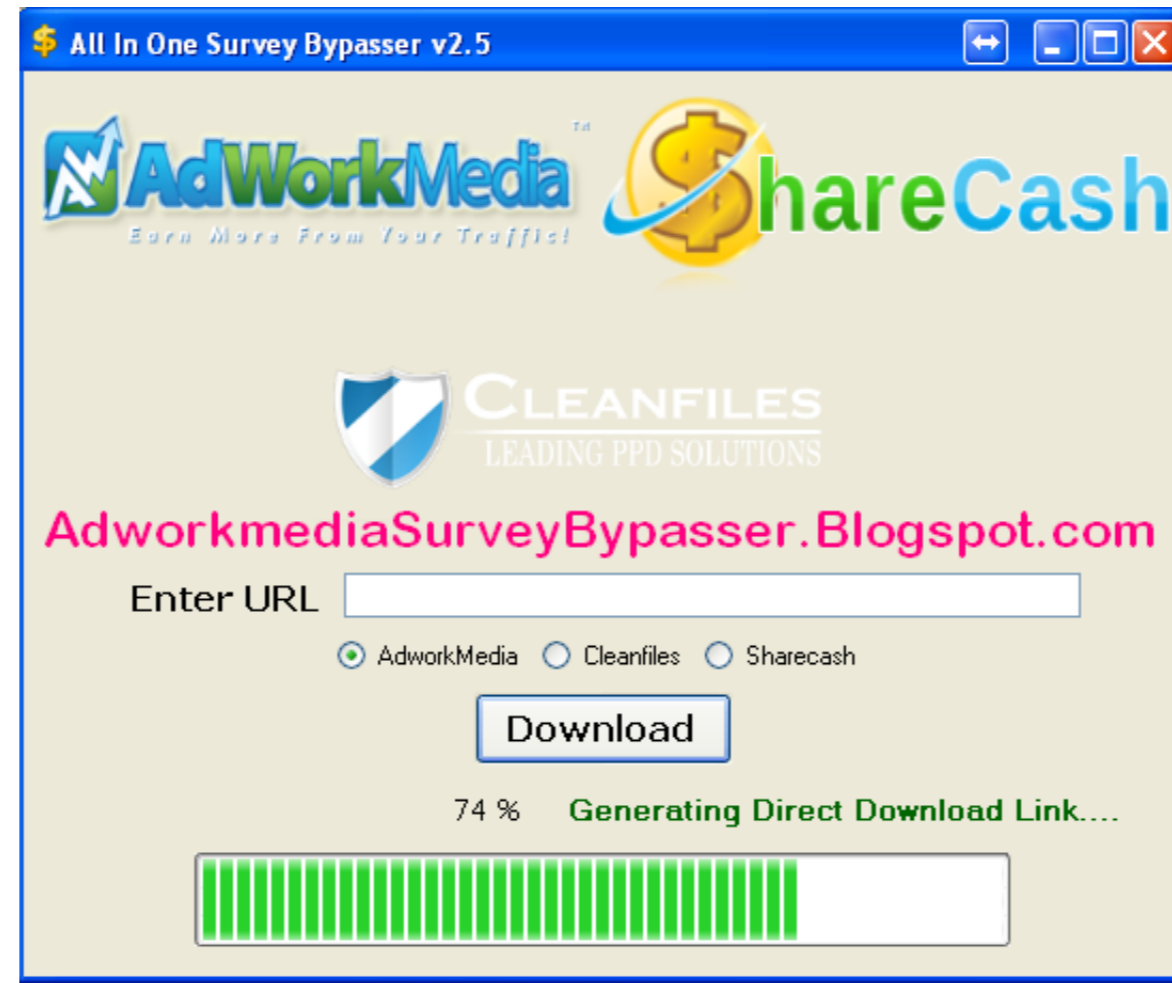 All In One Survey Bypasser v2.5
AdWorkMedia™
Earn More From Your Traffic!
ShareCash
CLEANFILES
LEADING PPD SOLUTIONS
AdworkmediaSurveyBypasser.Blogspot.com
Enter URL
AdworkMedia Cleanfiles Sharecash
Download
74 % Generating Direct Download Link....